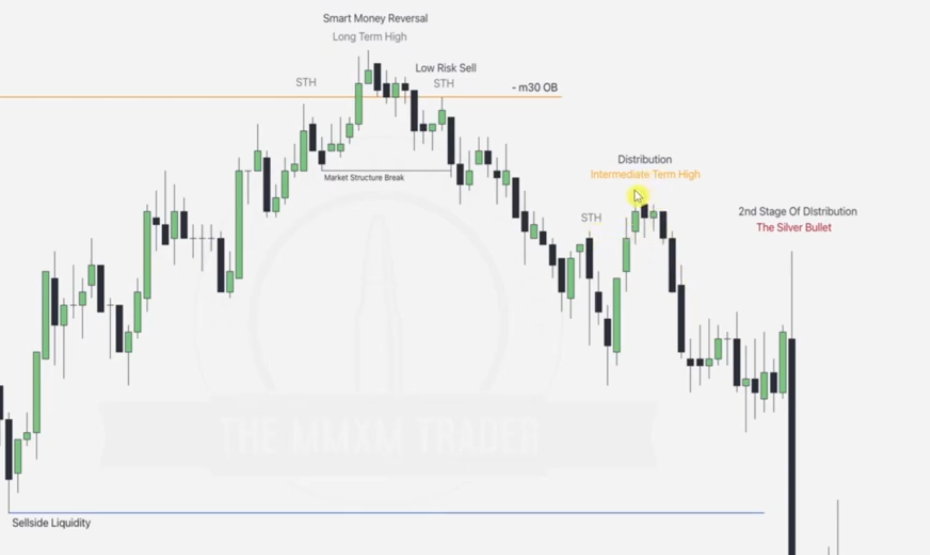 Smart Money Reversal
Long Term High
Low Risk Sell
STH
STH
- m30 OB
Market Structure Break
Distribution
Intermediate Term High
STH
2nd Stage Of DIstribution
The Silver Bullet
THE MMXM TRADER
Sellside Liquidity